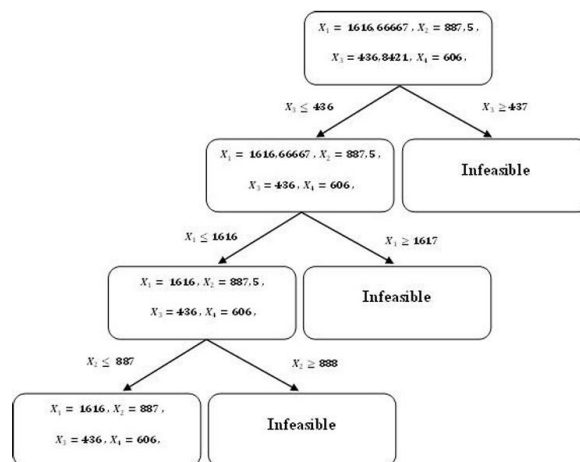 X₁ = 1616,66667, X₂ = 887,5,
X₃ = 436,8421, X₄ = 606,
X₃ ≤ 436
X₃ ≥ 437
X₁ = 1616,66667, X₂ = 887,5,
X₃ = 436, X₄ = 606,
Infeasible
X₁ ≤ 1616
X₁ ≥ 1617
X₁ = 1616, X₂ = 887,5,
X₃ = 436, X₄ = 606,
Infeasible
X₂ ≤ 887
X₂ ≥ 888
X₁ = 1616, X₂ = 887,
X₃ = 436, X₄ = 606,
Infeasible